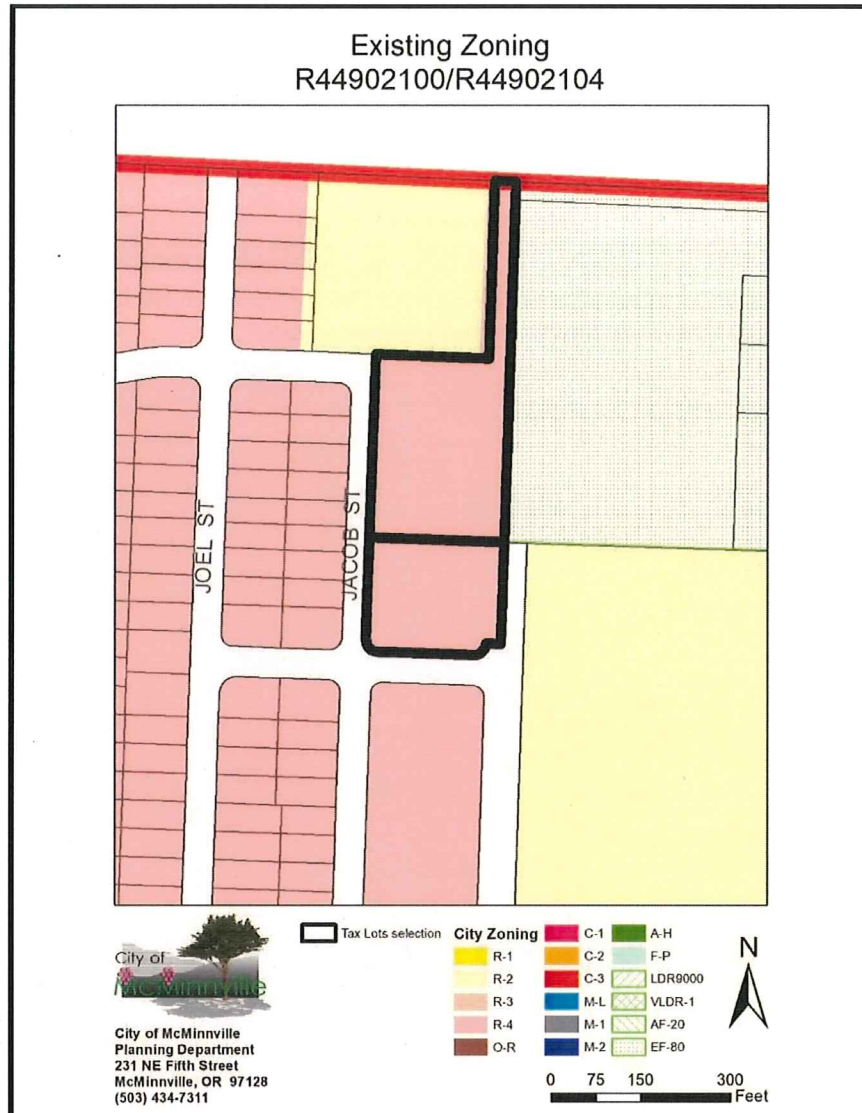 Existing Zoning
R44902100/R44902104
JOEL ST
JACOB ST
City of
McMinnville
City of McMinnville
Planning Department
231 NE Fifth Street
McMinnville, OR 97128
(503) 434-7311
Tax Lots selection
City Zoning
R-1
R-2
R-3
R-4
O-R
C-1
C-2
C-3
M-L
M-1
M-2
A-H
F-P
LDR9000
VLDR-1
AF-20
EF-80
N
0 75 150 300
Feet